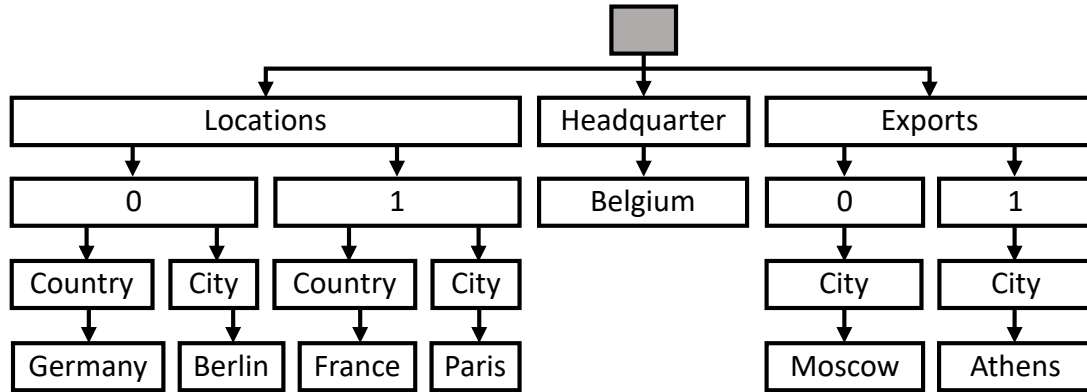 Locations Headquarter Exports
0 1 Belgium 0 1
Country City Country City City City
Germany Berlin France Paris Moscow Athens